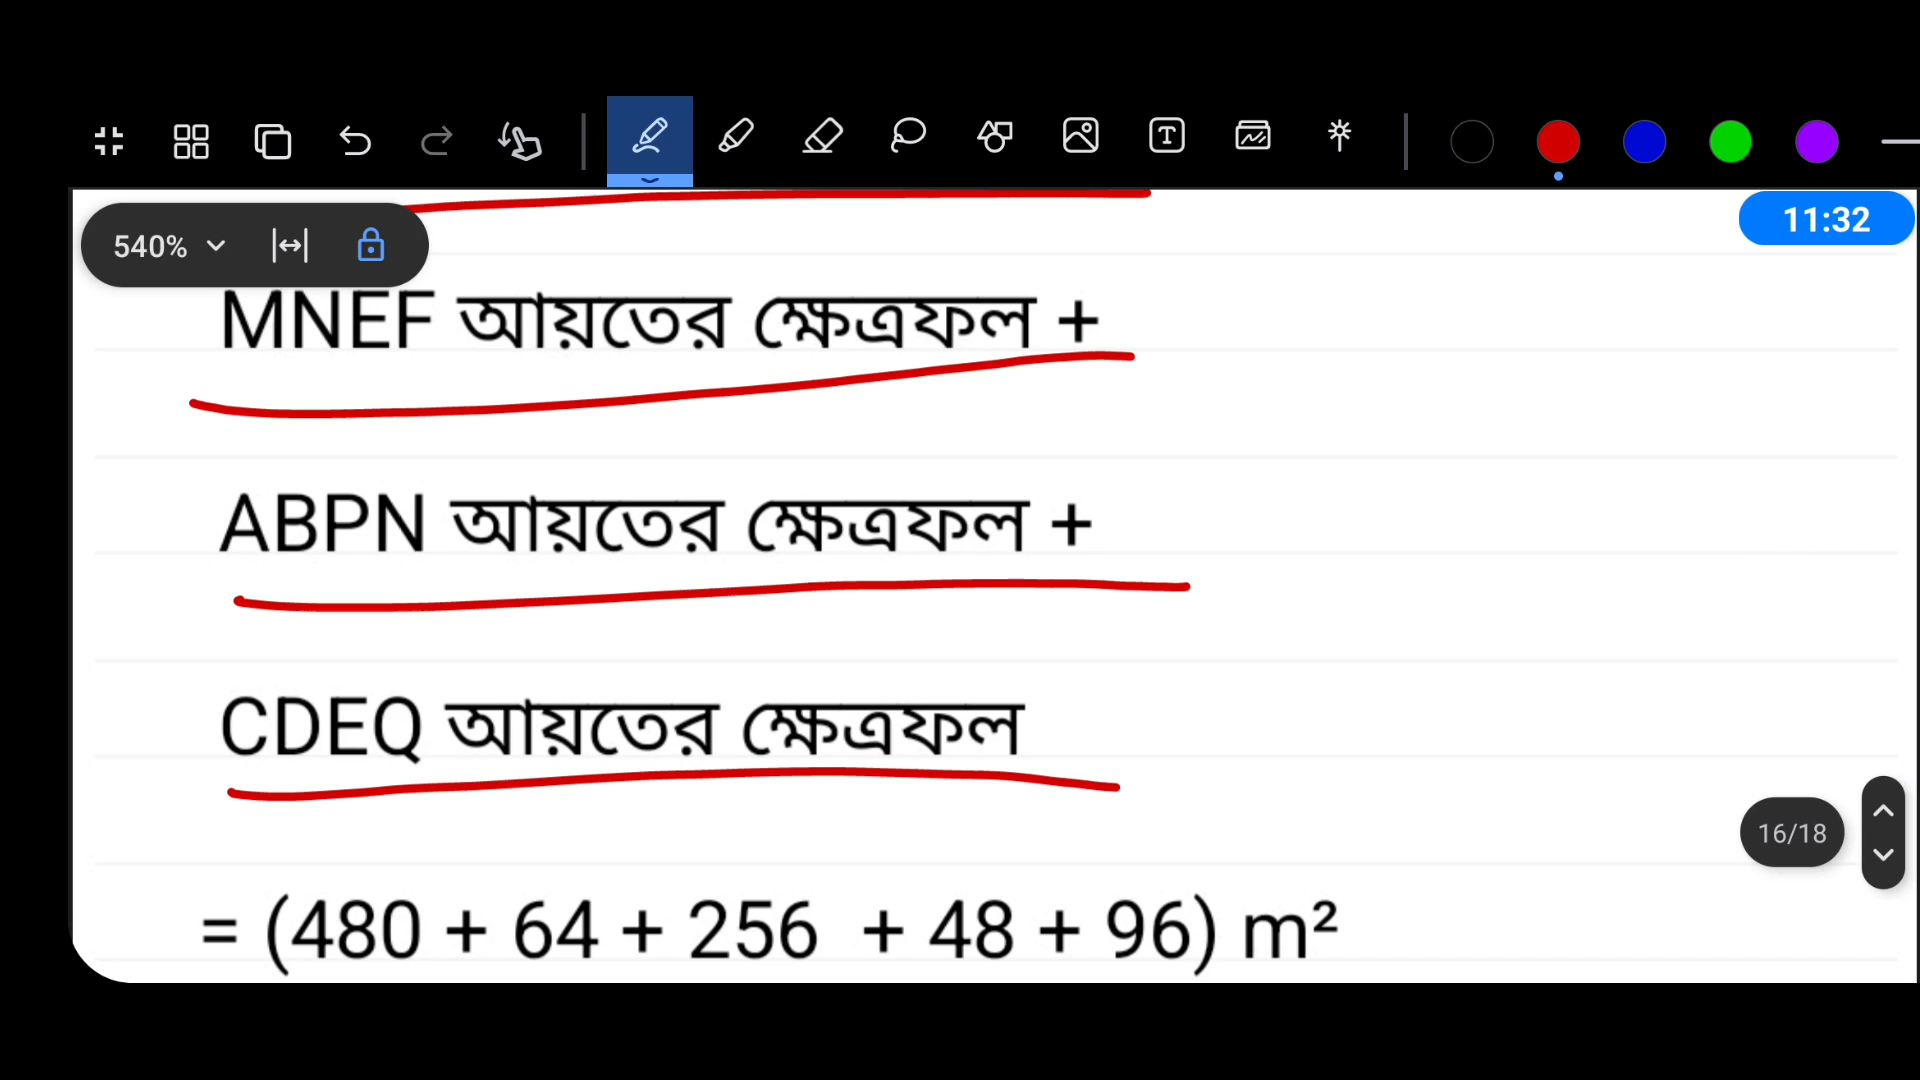 540%
11:32
MNEF আয়তের ক্ষেত্রফল +
ABPN আয়তের ক্ষেত্রফল +
CDEQ আয়তের ক্ষেত্রফল
16/18
= (480 + 64 + 256 + 48 + 96) m²